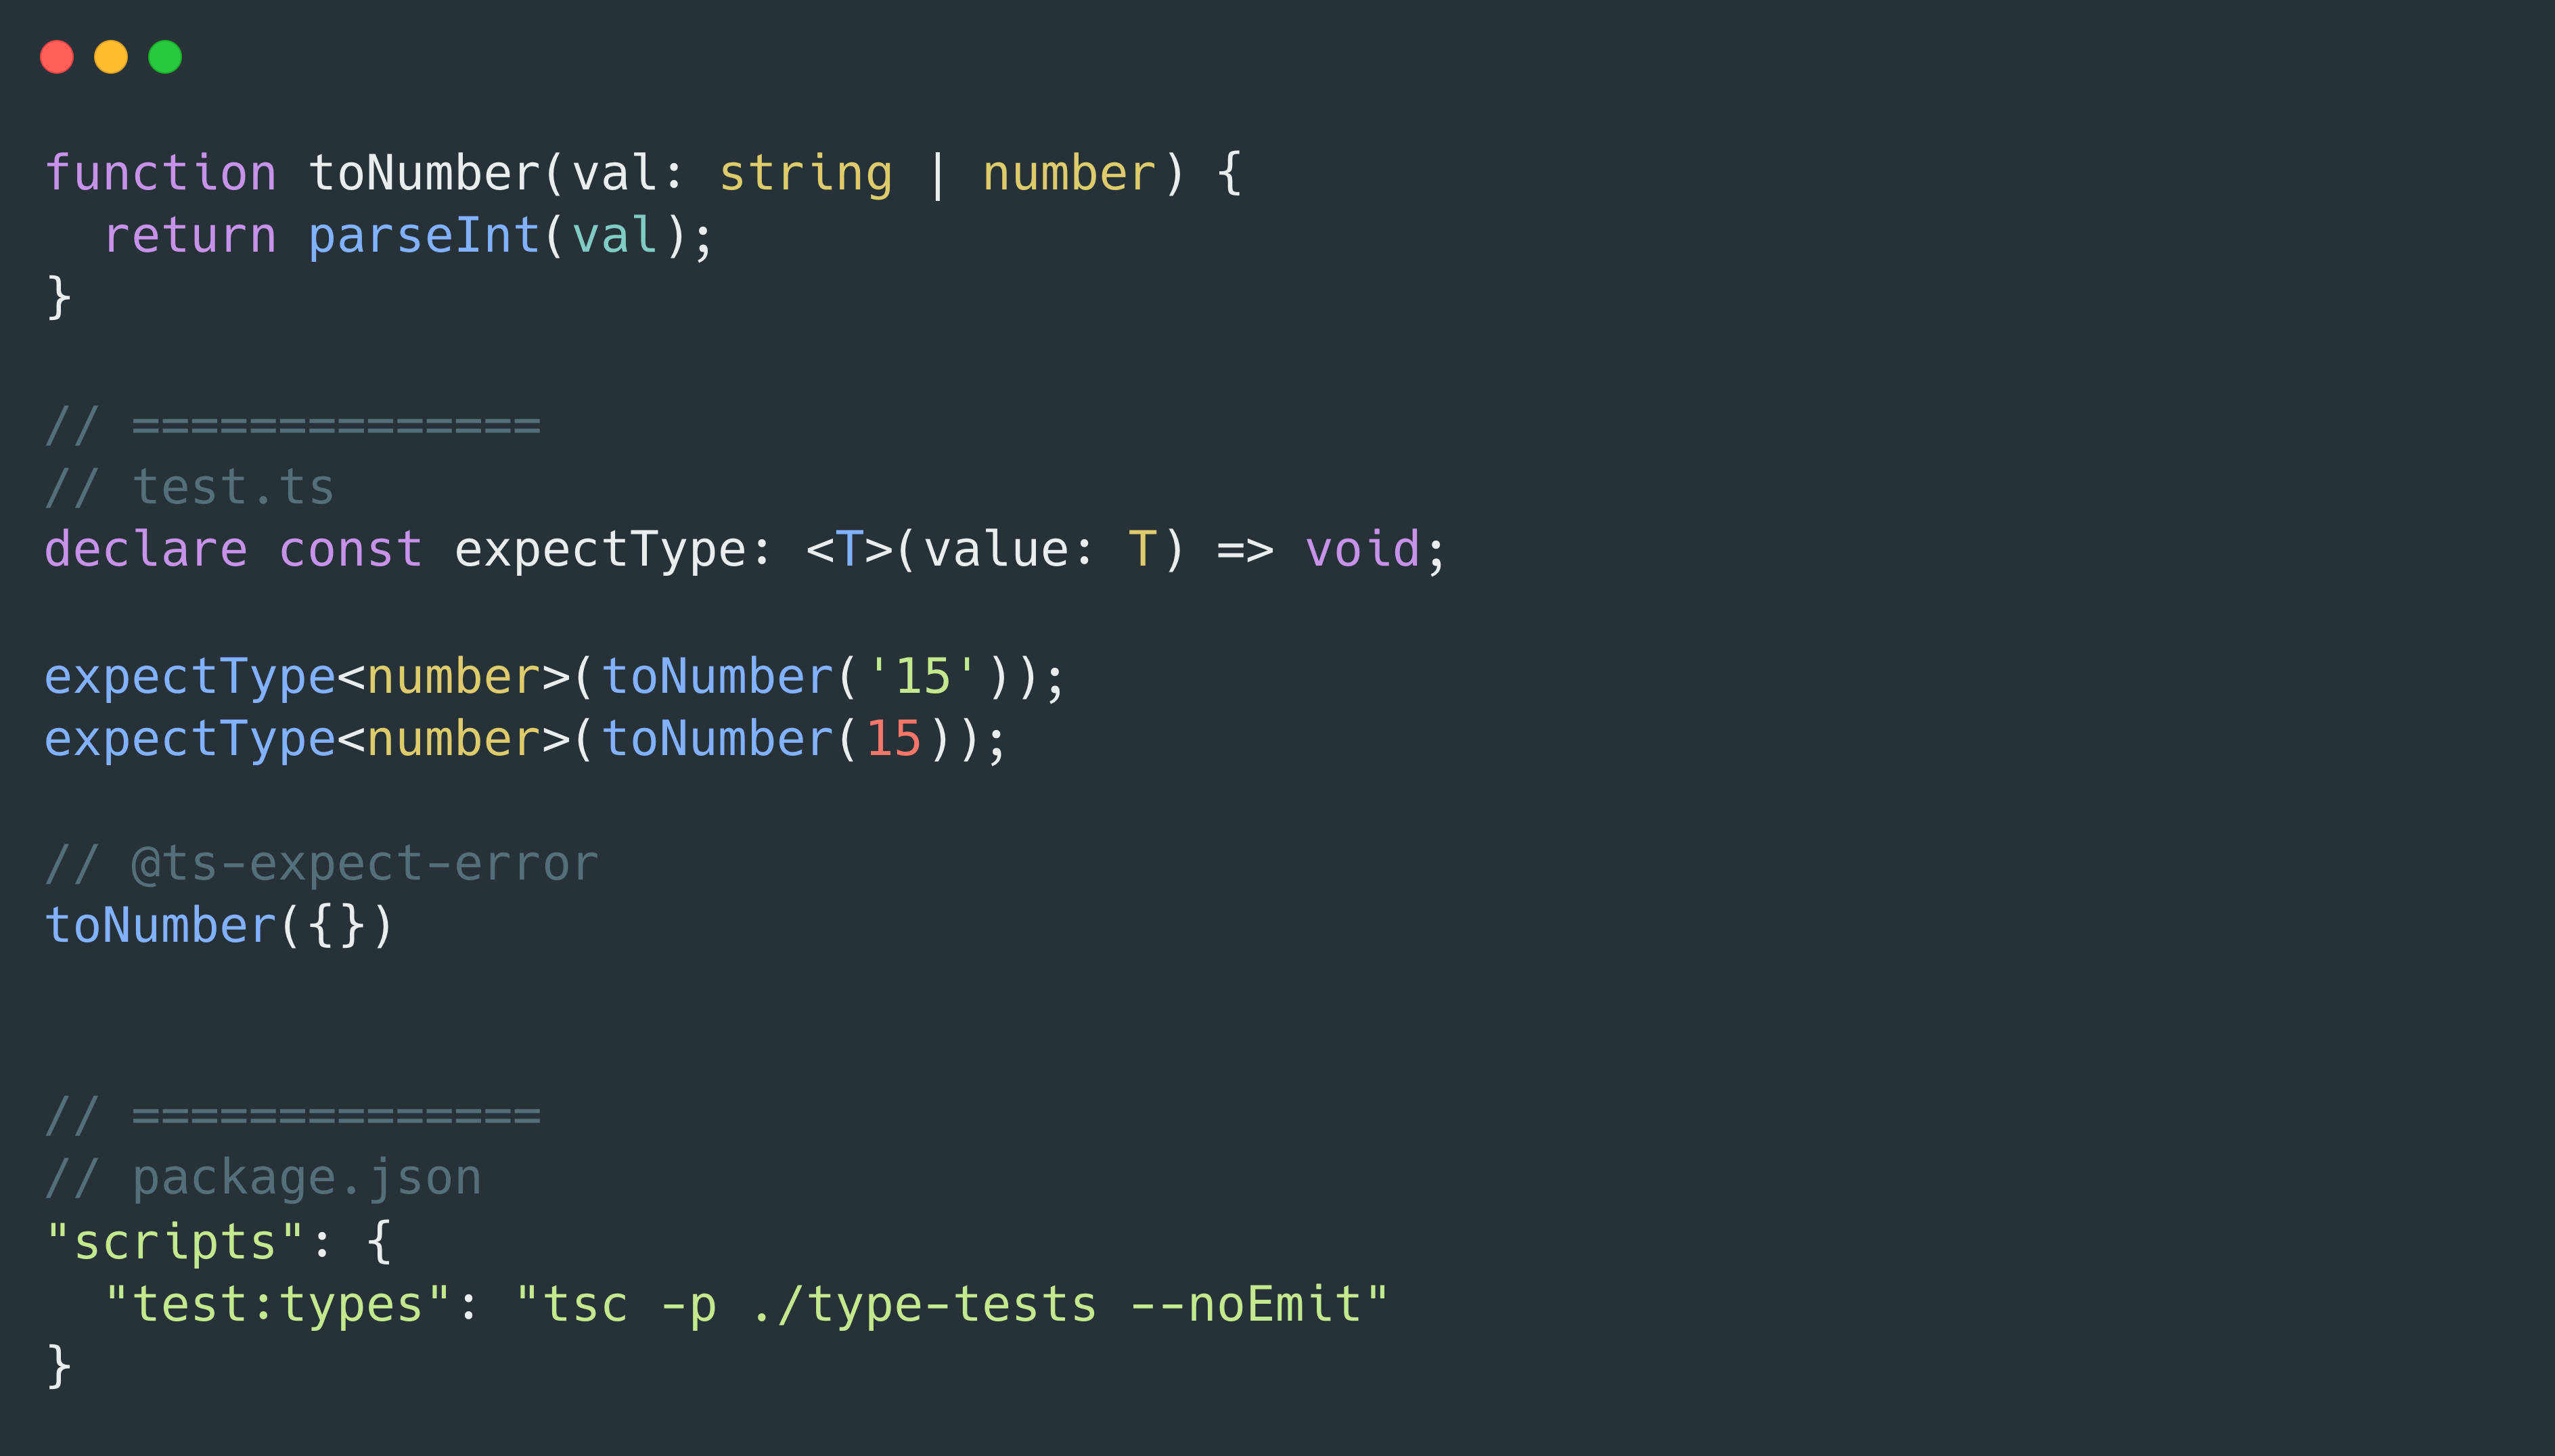 function toNumber(val: string | number) {
  return parseInt(val);
}
// ==============
// test.ts
declare const expectType: <T>(value: T) => void;
expectType<number>(toNumber('15'));
expectType<number>(toNumber(15));
// @ts-expect-error
toNumber({})
// ==============
// package.json
"scripts": {
  "test:types": "tsc -p ./type-tests --noEmit"
}